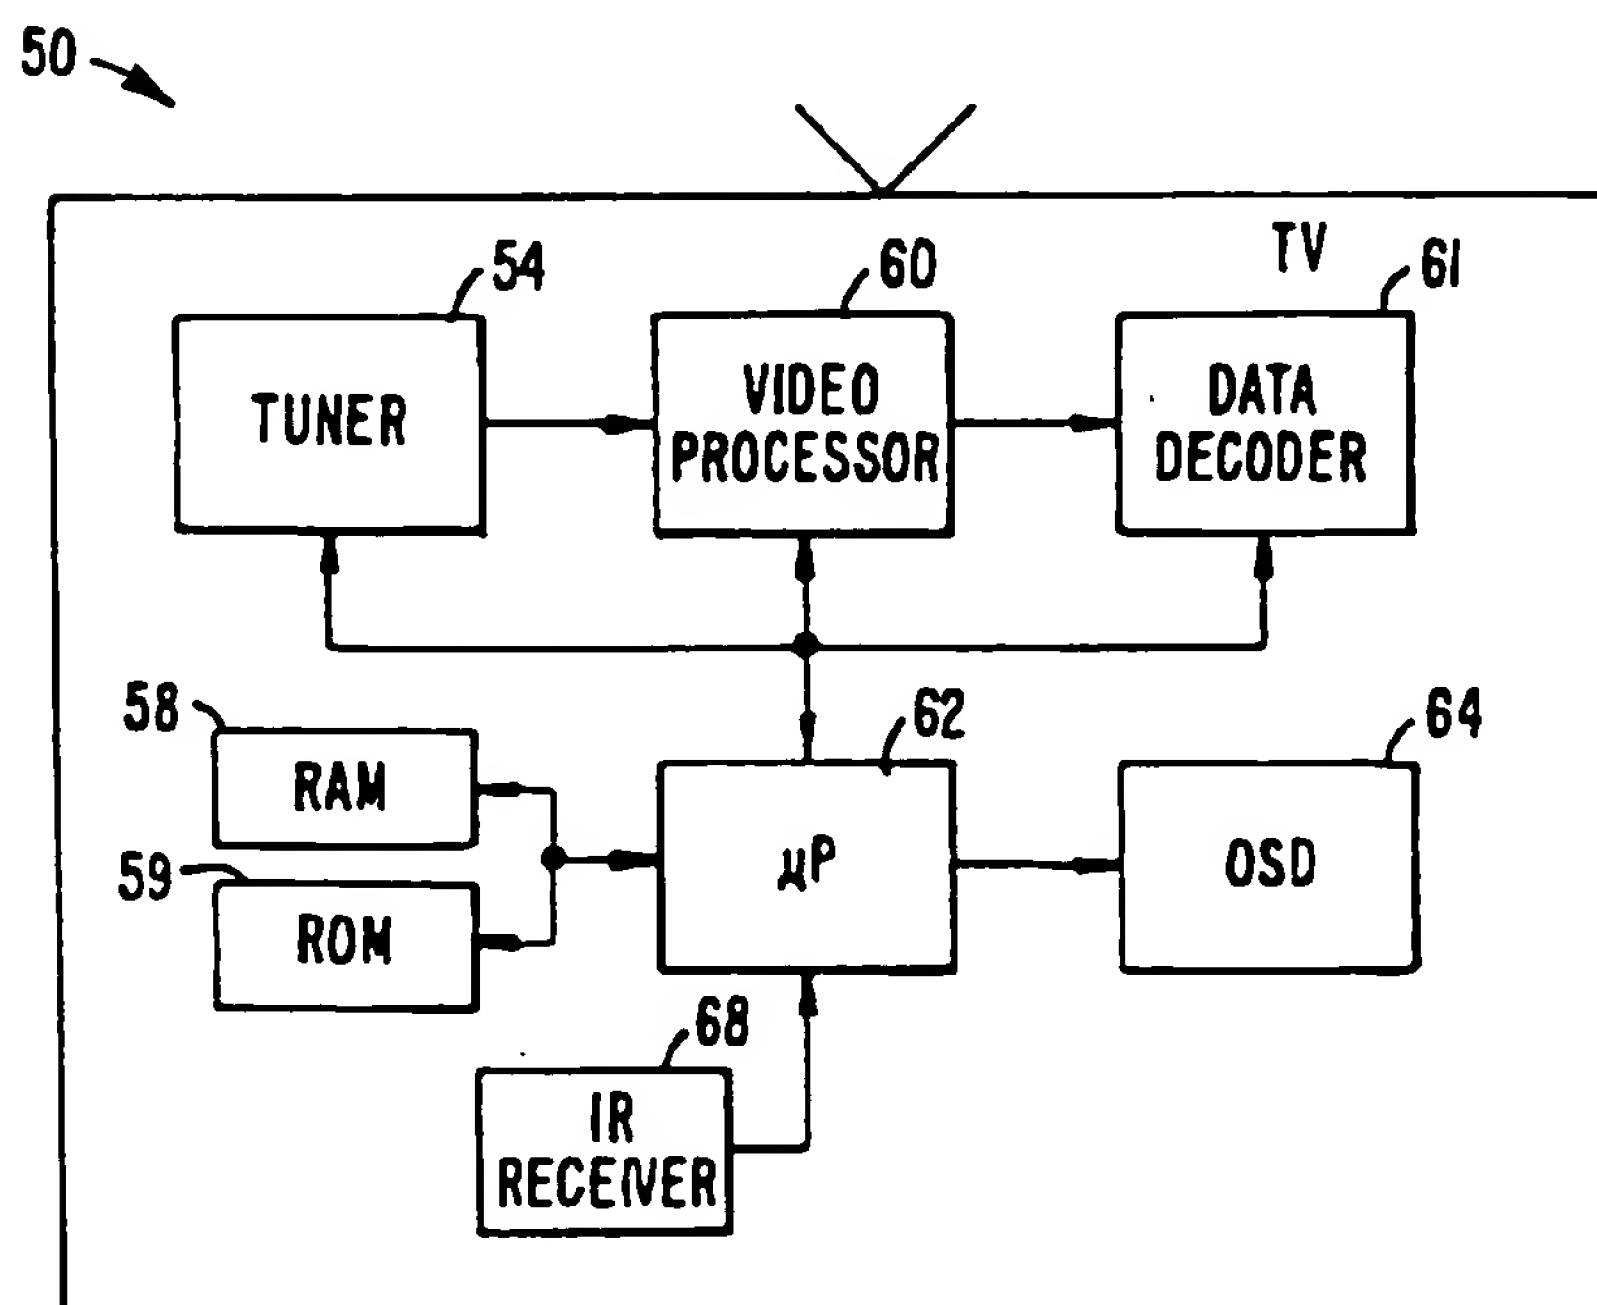 50
TV
54
60
61
TUNER
VIDEO
PROCESSOR
DATA
DECODER
58
62
64
RAM
59
ROM
μP
OSD
68
IR
RECEIVER